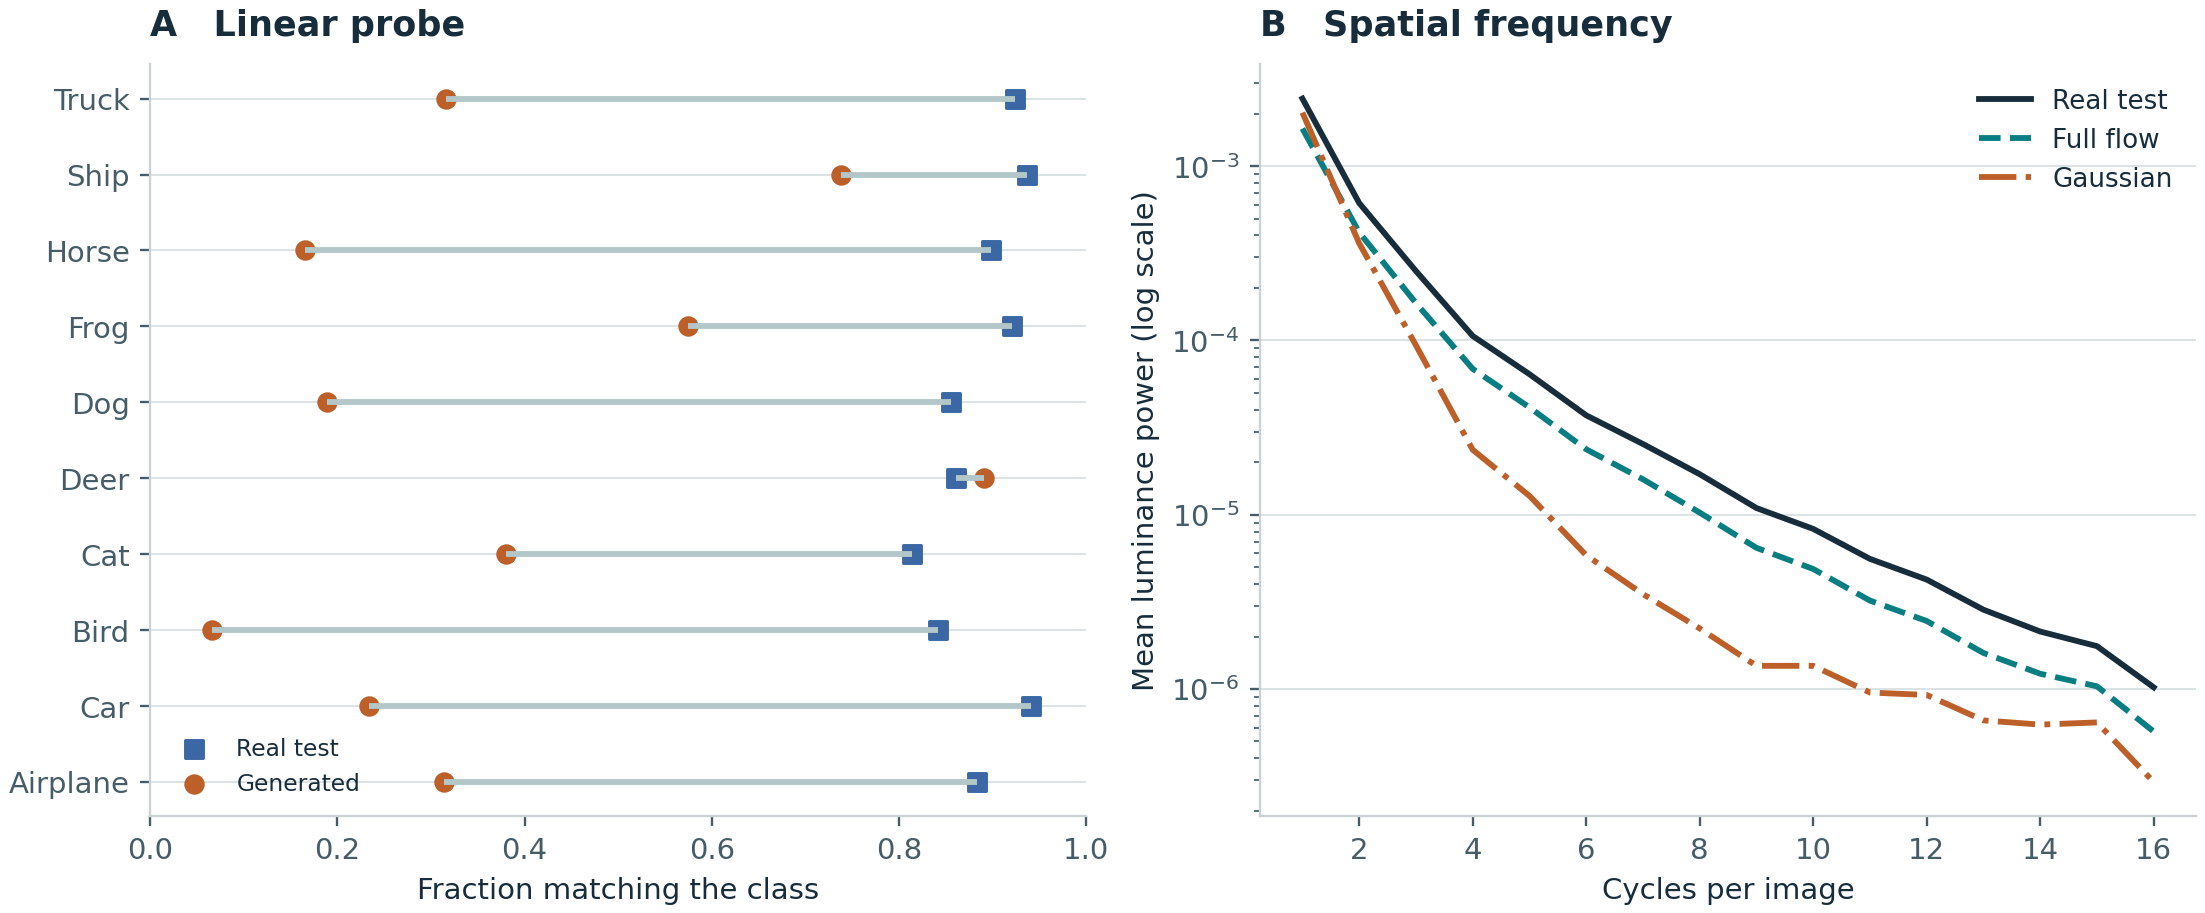 A Linear probe
Truck
Ship
Horse
Frog
Dog
Deer
Cat
Bird
Car
Airplane
Real test
Generated
0.0 0.2 0.4 0.6 0.8 1.0
Fraction matching the class
B Spatial frequency
Mean luminance power (log scale)
10⁻³
10⁻⁴
10⁻⁵
10⁻⁶
Real test
Full flow
Gaussian
2 4 6 8 10 12 14 16
Cycles per image